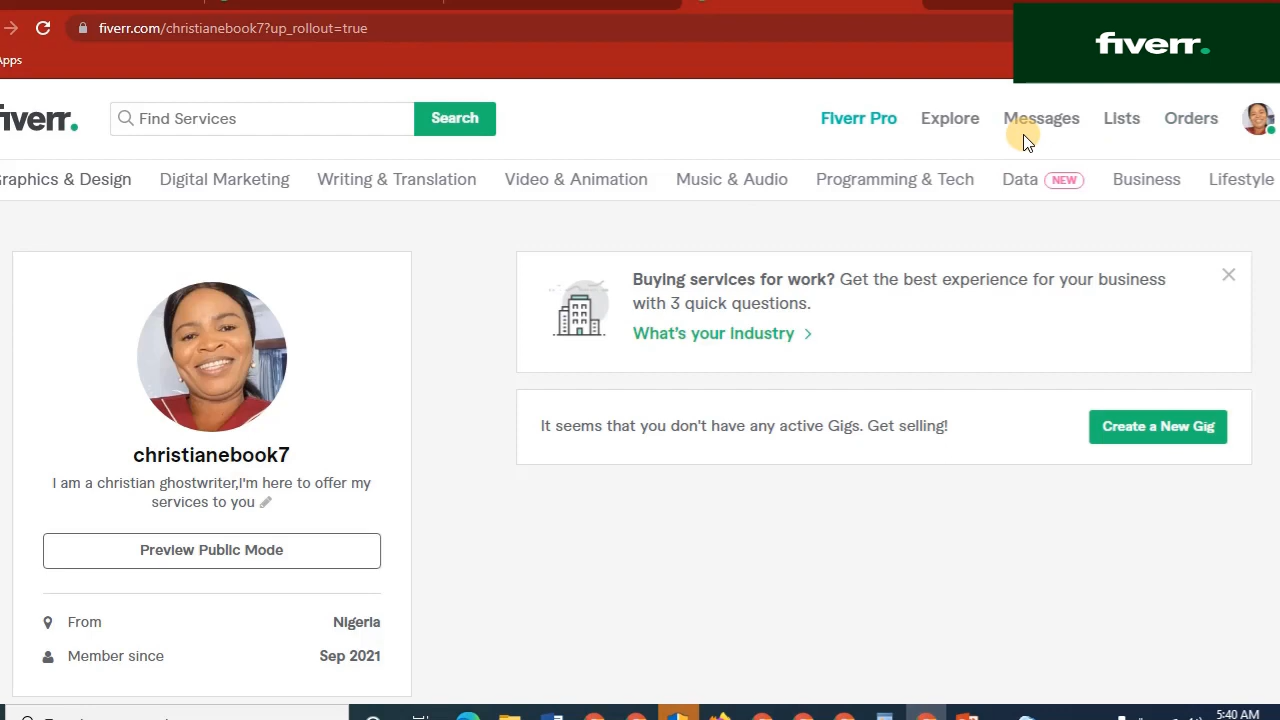 fiverr.com/christianebook7?up_rollout=true
fiverr.
Apps
fiverr.
Find Services
Search
Fiverr Pro
Explore
Messages
Lists
Orders
Graphics & Design
Digital Marketing
Writing & Translation
Video & Animation
Music & Audio
Programming & Tech
Data NEW
Business
Lifestyle
Buying services for work? Get the best experience for your business
with 3 quick questions.
What's your Industry >
It seems that you don't have any active Gigs. Get selling!
Create a New Gig
christianebook7
I am a christian ghostwriter,I'm here to offer my
services to you
Preview Public Mode
From Nigeria
Member since Sep 2021
5:40 AM